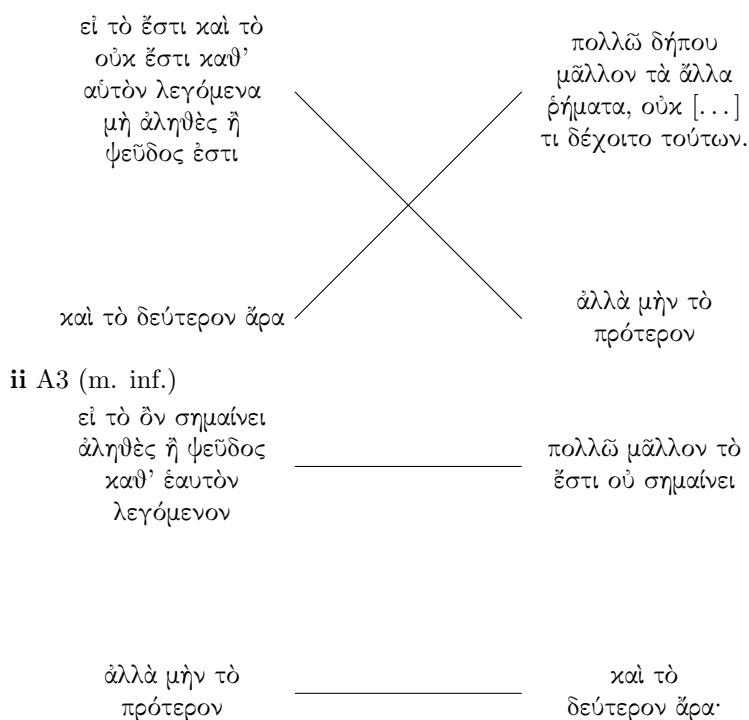 εἰ τὸ ἔστι καὶ τὸ
οὐκ ἔστι καθ’
αὑτὸν λεγόμενα
μὴ ἀληθὲς ἢ
ψεῦδος ἐστι
πολλῶ δήπου
μᾶλλον τὰ ἄλλα
ῥήματα, οὐκ [...]
τι δέχοιτο τούτων.
καὶ τὸ δεύτερον ἄρα
ἀλλὰ μὴν τὸ
πρότερον
ii A3 (m. inf.)
εἰ τὸ ὂν σημαίνει
ἀληθὲς ἢ ψεῦδος
καθ’ ἑαυτὸν
λεγόμενον
πολλῶ μᾶλλον τὸ
ἔστι οὐ σημαίνει
ἀλλὰ μὴν τὸ
πρότερον
καὶ τὸ
δεύτερον ἄρα·